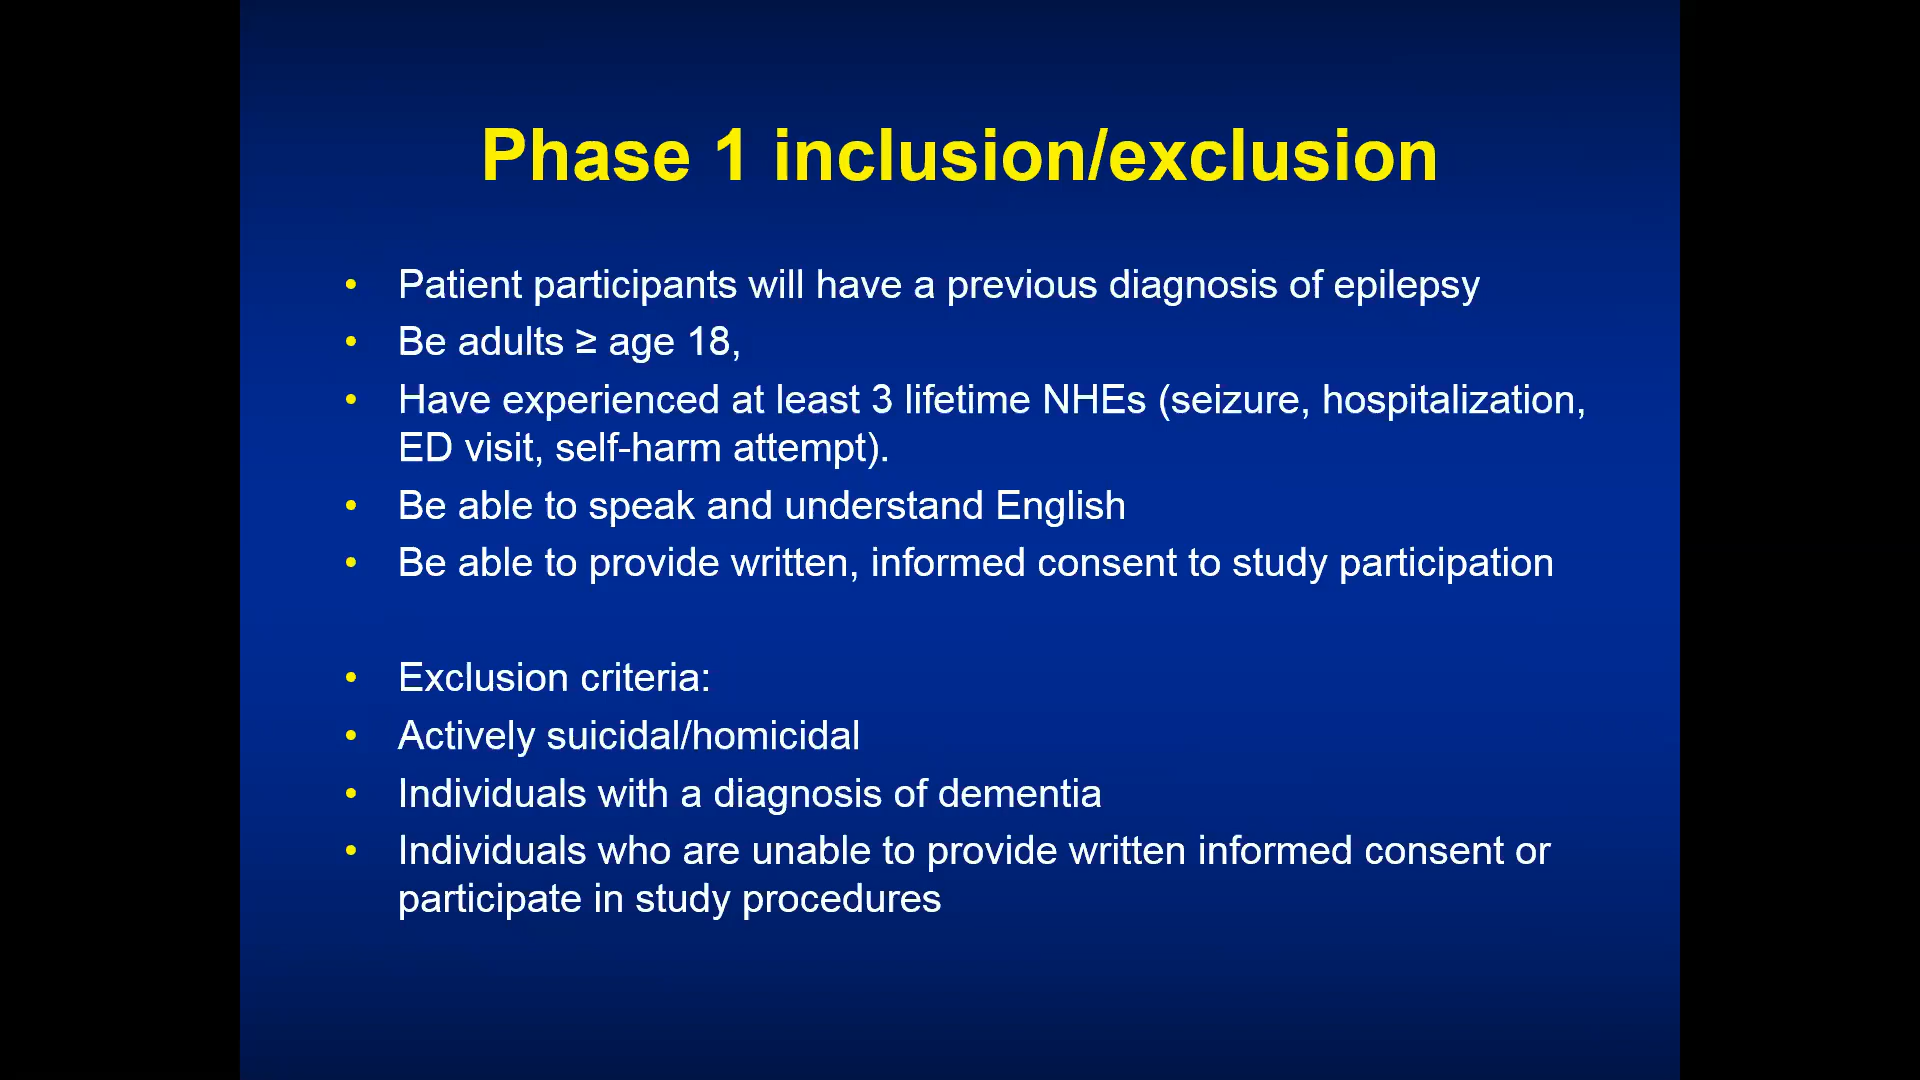 Phase 1 inclusion/exclusion
• Patient participants will have a previous diagnosis of epilepsy
• Be adults ≥ age 18,
• Have experienced at least 3 lifetime NHEs (seizure, hospitalization,
ED visit, self-harm attempt).
• Be able to speak and understand English
• Be able to provide written, informed consent to study participation
• Exclusion criteria:
• Actively suicidal/homicidal
• Individuals with a diagnosis of dementia
• Individuals who are unable to provide written informed consent or
participate in study procedures